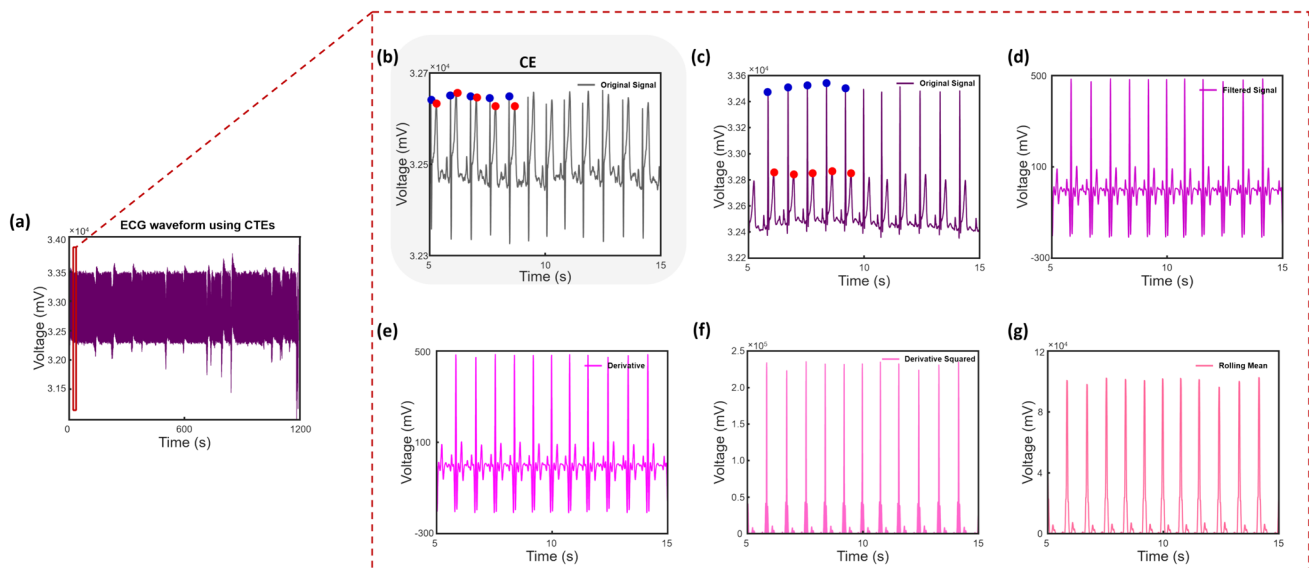 (a)
ECG waveform using CTEs
×10⁴
3.40
3.35
3.30
3.25
3.20
3.15
Voltage (mV)
0
600
1200
Time (s)
(b)
CE
×10⁴
3.27
3.25
3.23
Voltage (mV)
Original Signal
5
10
15
Time (s)
(c)
×10⁴
3.36
3.34
3.32
3.30
3.28
3.26
3.24
3.22
Voltage (mV)
Original Signal
5
10
15
Time (s)
(d)
500
100
-300
Voltage (mV)
Filtered Signal
5
10
15
Time (s)
(e)
500
100
-300
Voltage (mV)
Derivative
5
10
15
Time (s)
(f)
×10⁵
2.5
2.0
1.5
1.0
0.5
0
Voltage (mV)
Derivative Squared
5
10
15
Time (s)
(g)
×10⁴
12
8
4
0
Voltage (mV)
Rolling Mean
5
10
15
Time (s)